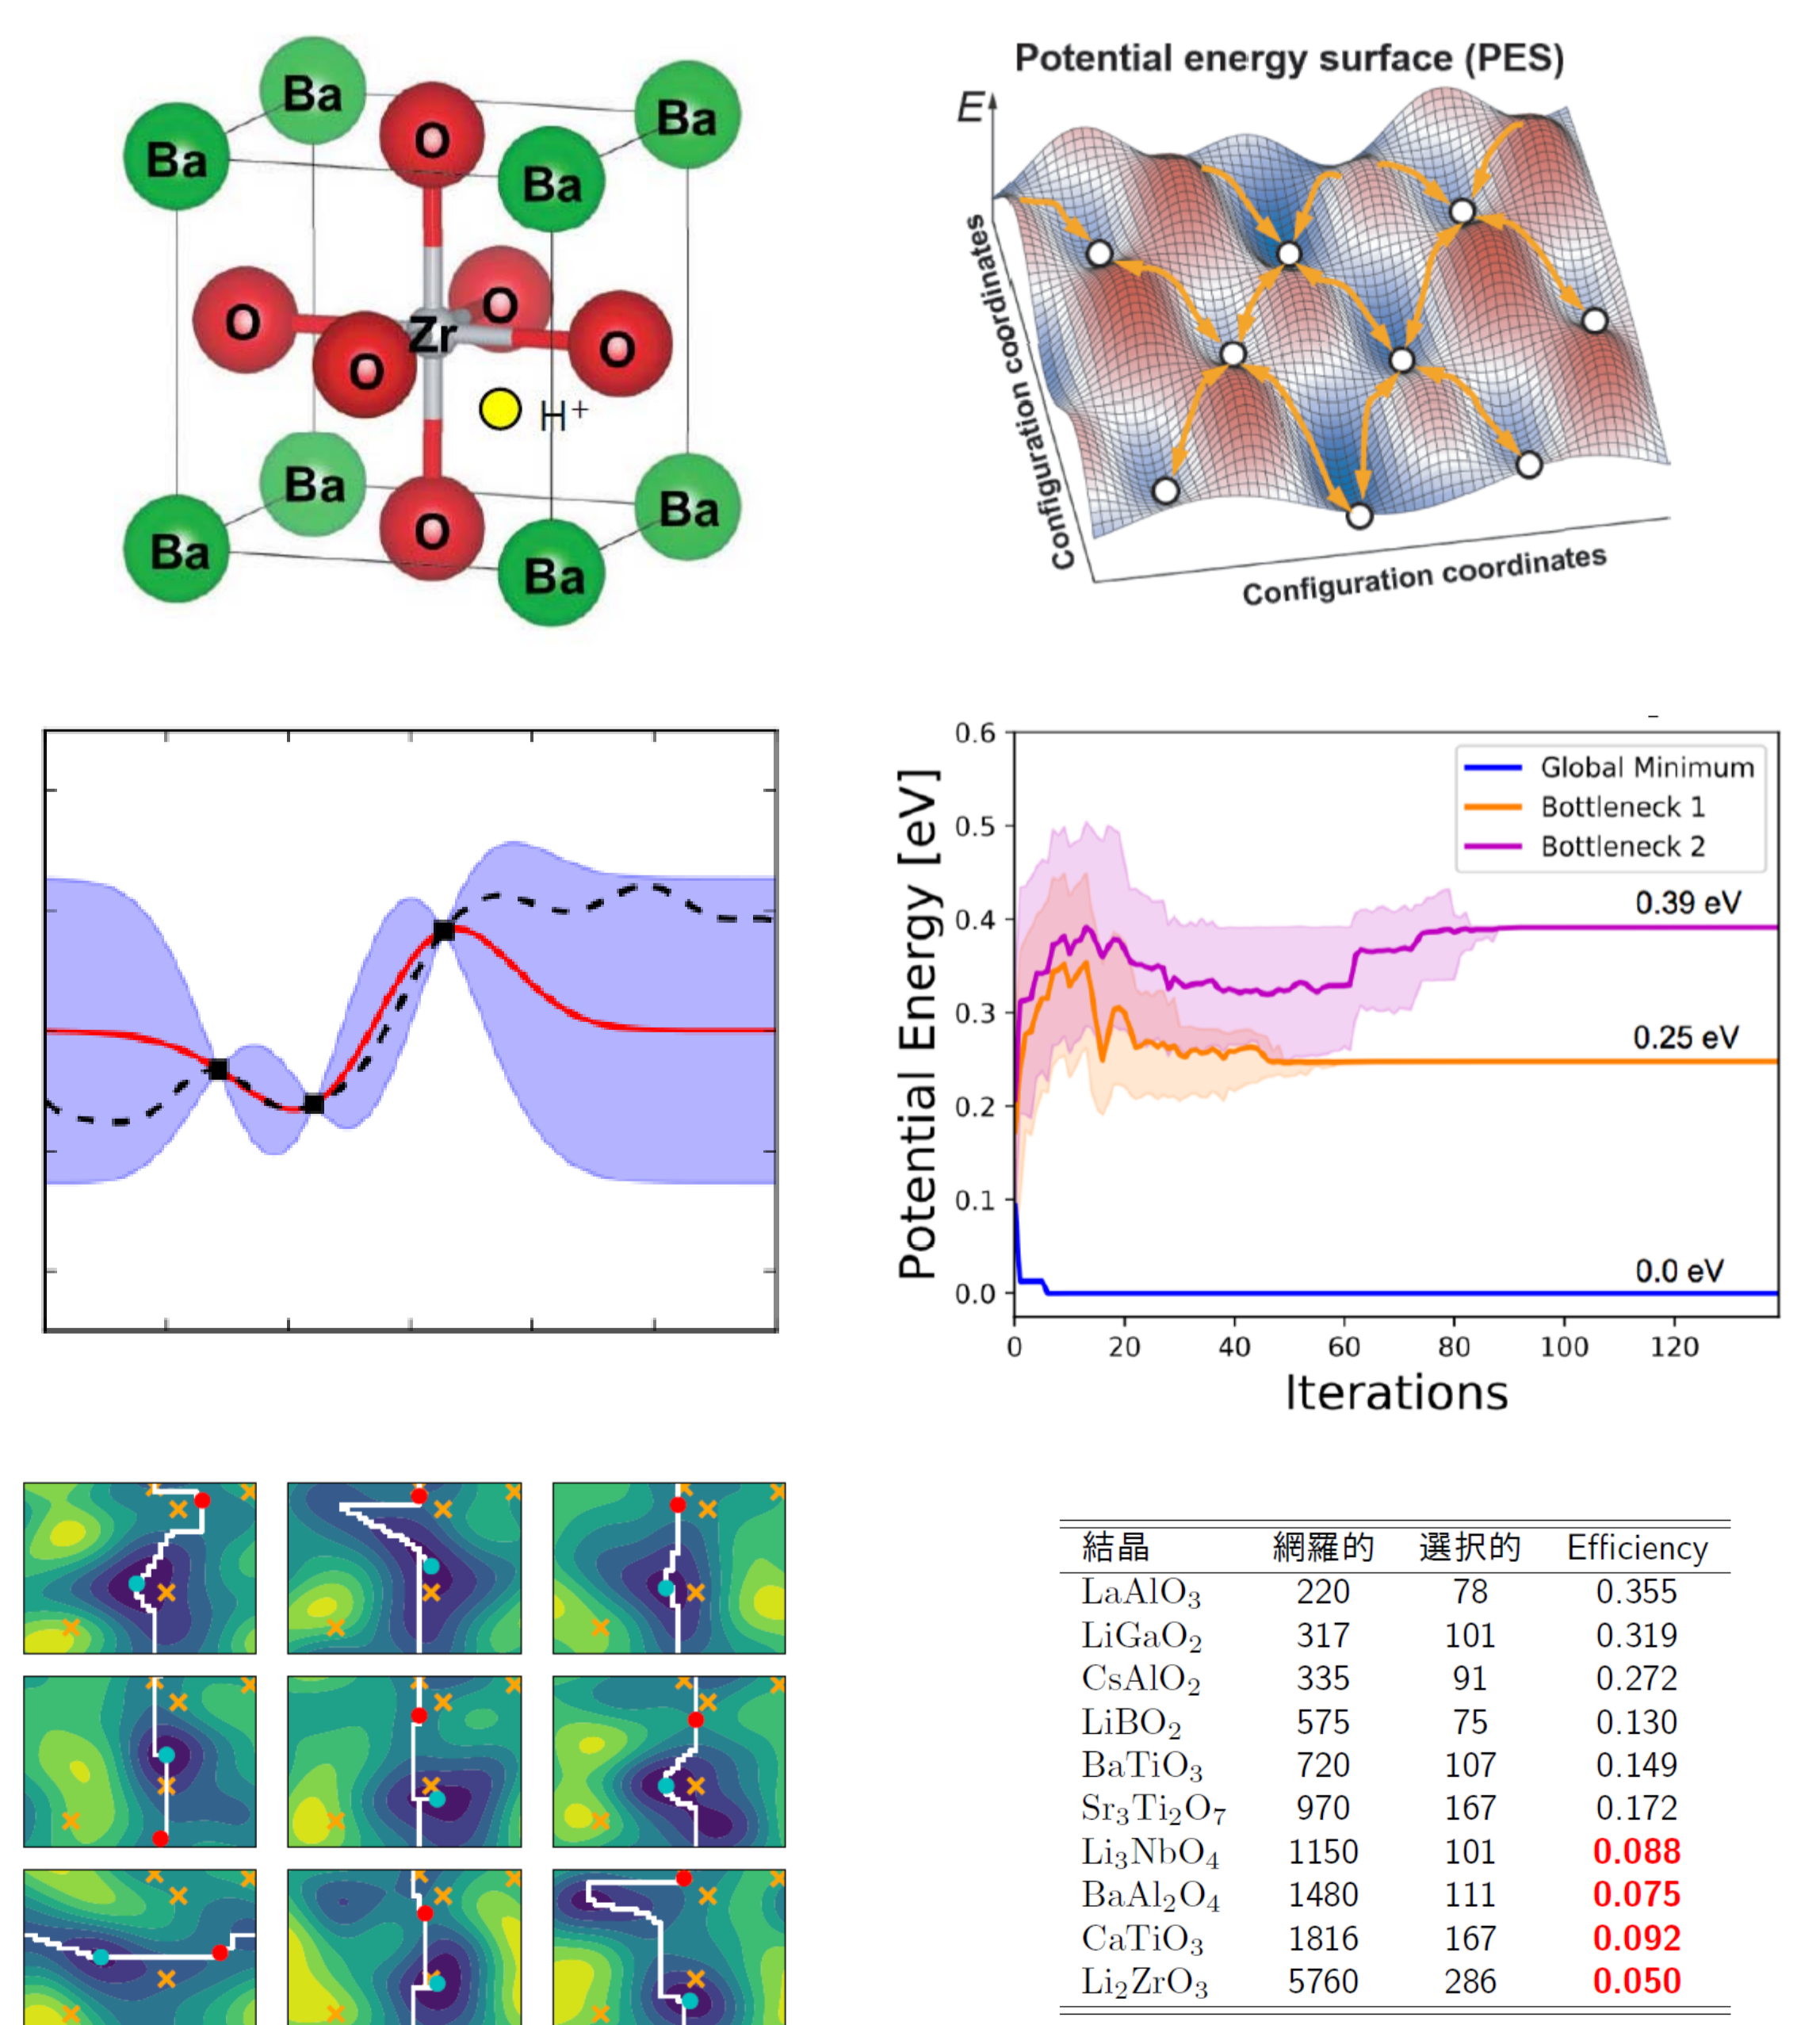 Ba
Ba
Ba
O
Ba
O
O
Zr
O
O
H⁺
Ba
Ba
O
Ba
Ba
Potential energy surface (PES)
E
Configuration coordinates
Configuration coordinates
Potential Energy [eV]
0.6
0.5
0.4
0.3
0.2
0.1
0.0
Global Minimum
Bottleneck 1
Bottleneck 2
0.39 eV
0.25 eV
0.0 eV
0 20 40 60 80 100 120
Iterations
結晶 網羅的 選択的 Efficiency
LaAlO₃ 220 78 0.355
LiGaO₂ 317 101 0.319
CsAlO₂ 335 91 0.272
LiBO₂ 575 75 0.130
BaTiO₃ 720 107 0.149
Sr₃Ti₂O₇ 970 167 0.172
Li₃NbO₄ 1150 101 0.088
BaAl₂O₄ 1480 111 0.075
CaTiO₃ 1816 167 0.092
Li₂ZrO₃ 5760 286 0.050